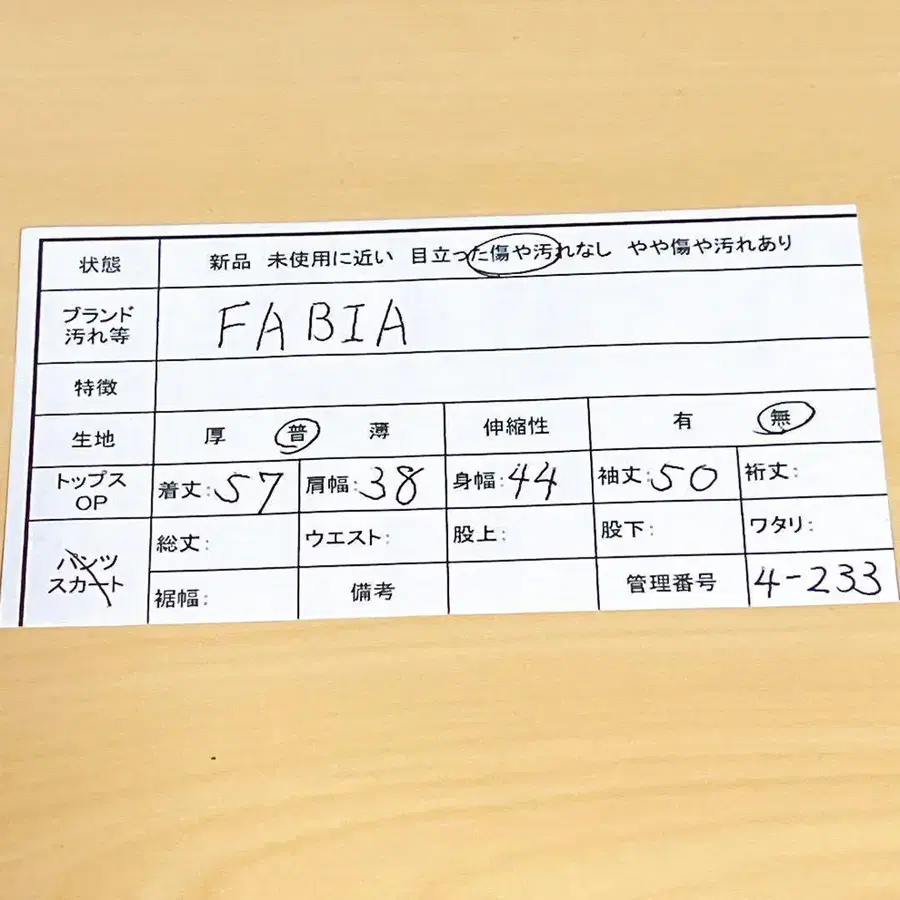 状態 新品 未使用に近い 目立った傷や汚れなし やや傷や汚れあり
ブランド
汚れ等 FABIA
特徴
生地 厚 普 薄 伸縮性 有 無
トップス
OP 着丈:57 肩幅:38 身幅:44 袖丈:50 裄丈:
パンツ
スカート 総丈: ウエスト: 股上: 股下: ワタリ:
裾幅: 備考 管理番号 4-233